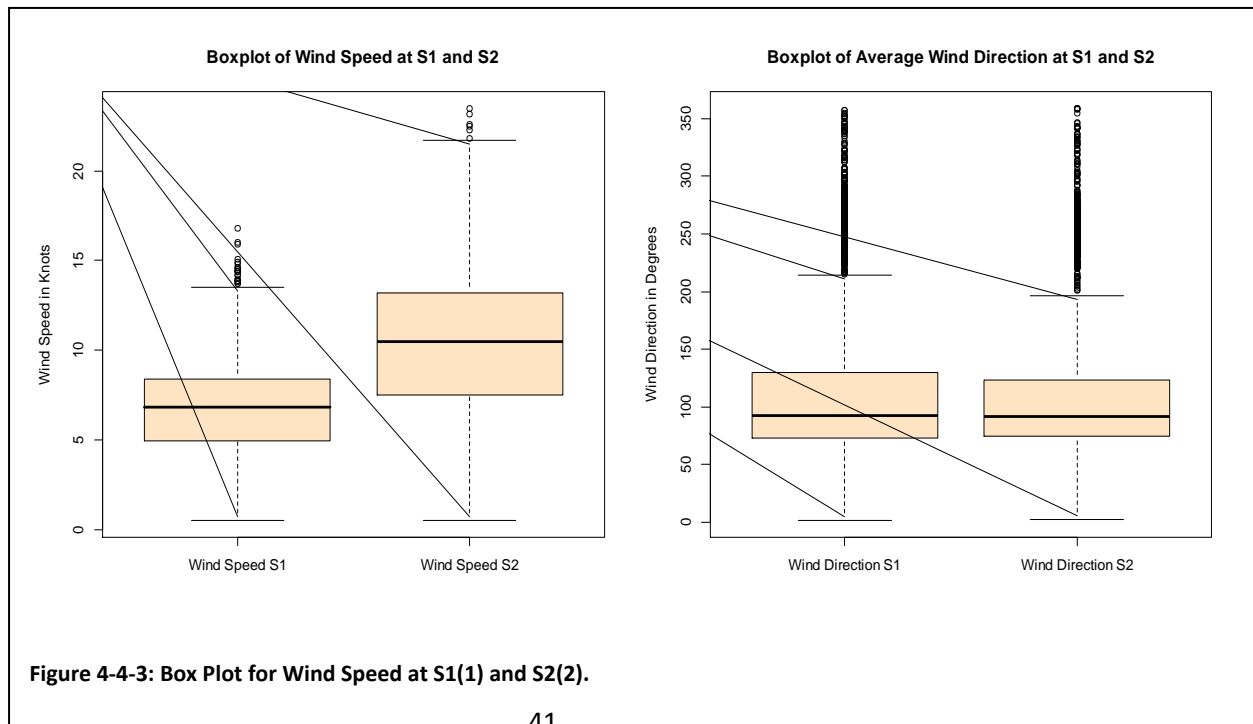 Boxplot of Wind Speed at S1 and S2
Wind Speed in Knots
20
15
10
5
0
Wind Speed S1
Wind Speed S2
Boxplot of Average Wind Direction at S1 and S2
Wind Direction in Degrees
350
300
250
200
150
100
50
0
Wind Direction S1
Wind Direction S2
Figure 4-4-3: Box Plot for Wind Speed at S1(1) and S2(2).
41